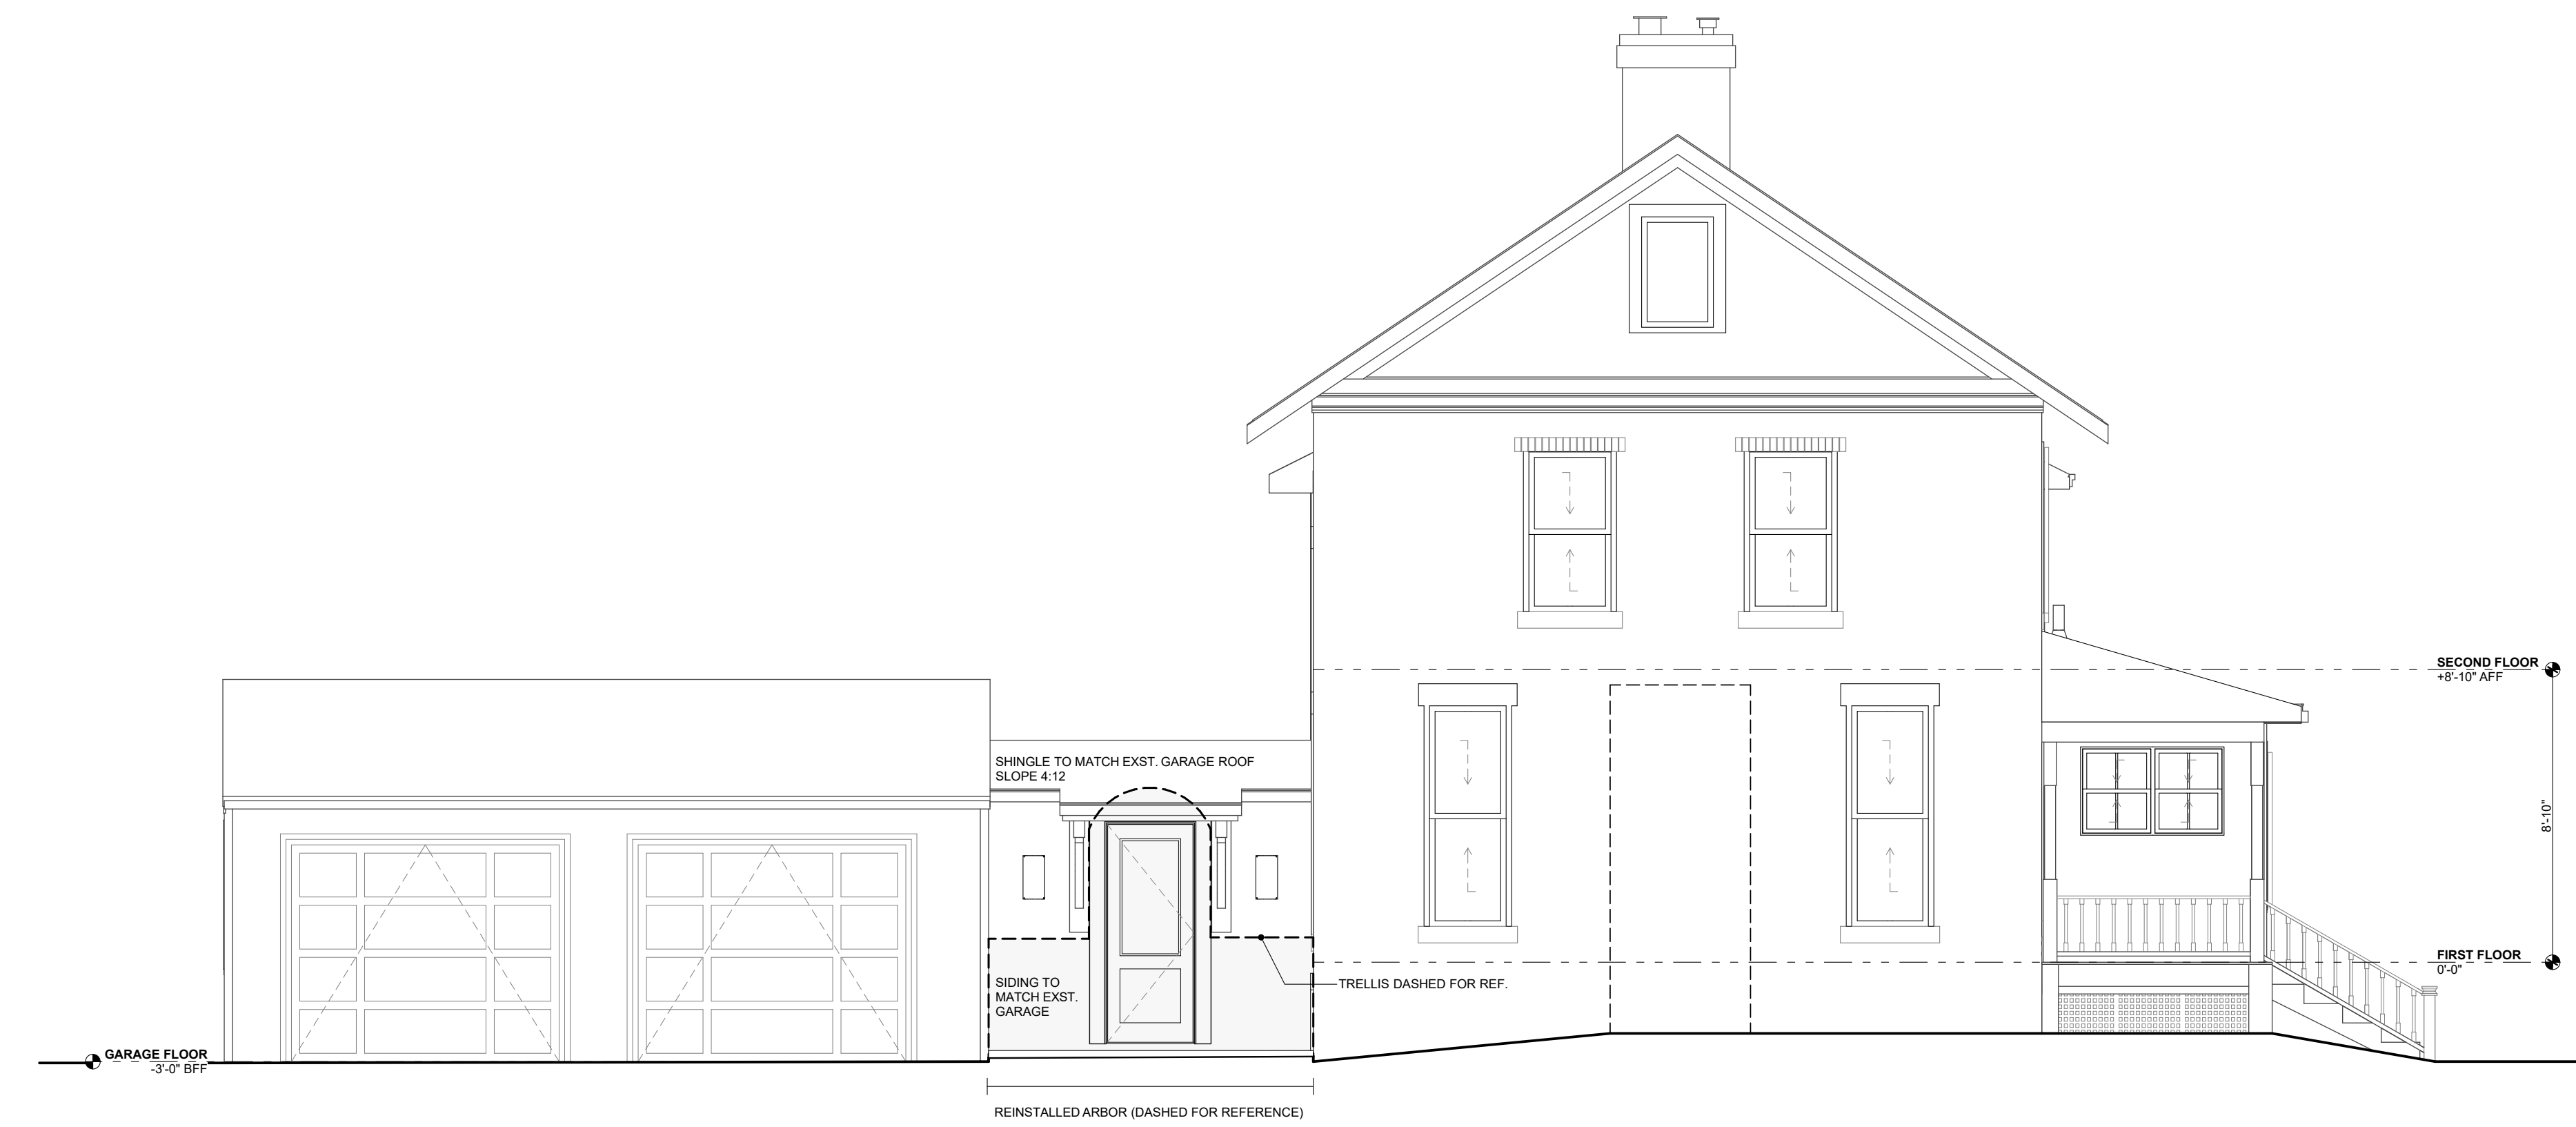 SECOND FLOOR
+8'-10" AFF
SHINGLE TO MATCH EXST. GARAGE ROOF
SLOPE 4:12
8'-10"
FIRST FLOOR
0'-0"
SIDING TO
MATCH EXST.
GARAGE
TRELLIS DASHED FOR REF.
GARAGE FLOOR
-3'-0" BFF
REINSTALLED ARBOR (DASHED FOR REFERENCE)